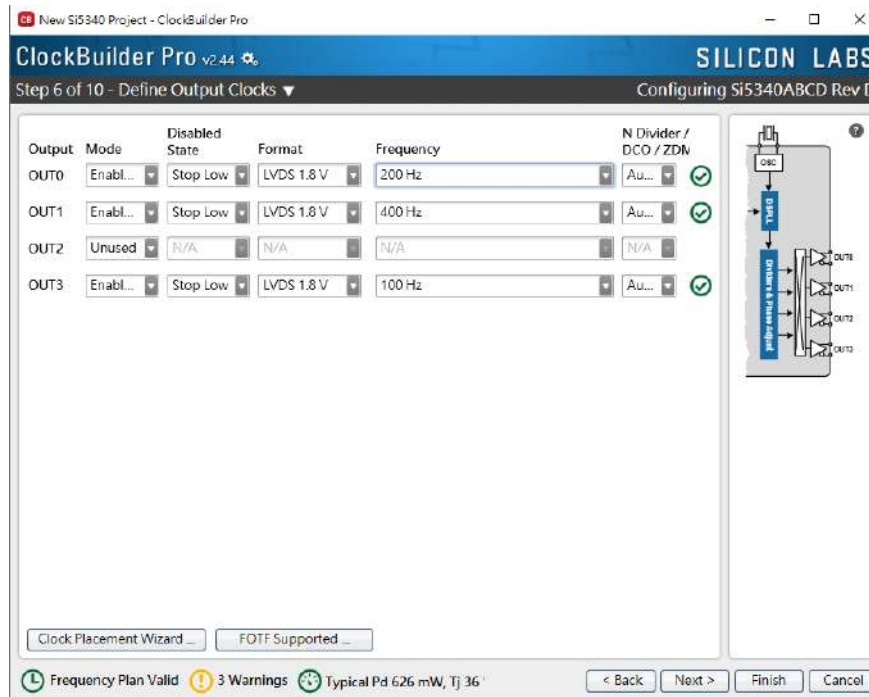 CB New Si5340 Project - ClockBuilder Pro
ClockBuilder Pro v2.44
SILICON LABS
Step 6 of 10 - Define Output Clocks ▼
Configuring Si5340ABCD Rev D
Output Mode Disabled State Format Frequency N Divider / DCO / ZDM
OUT0 Enabl... Stop Low LVDS 1.8 V 200 Hz Au...
OUT1 Enabl... Stop Low LVDS 1.8 V 400 Hz Au...
OUT2 Unused N/A N/A N/A N/A
OUT3 Enabl... Stop Low LVDS 1.8 V 100 Hz Au...
OSC
DSPLL
Dividers & Phase Adjust
OUT0
OUT1
OUT2
OUT3
Clock Placement Wizard ...
FOTF Supported ...
Frequency Plan Valid 3 Warnings Typical Pd 626 mW, Tj 36
< Back Next > Finish Cancel